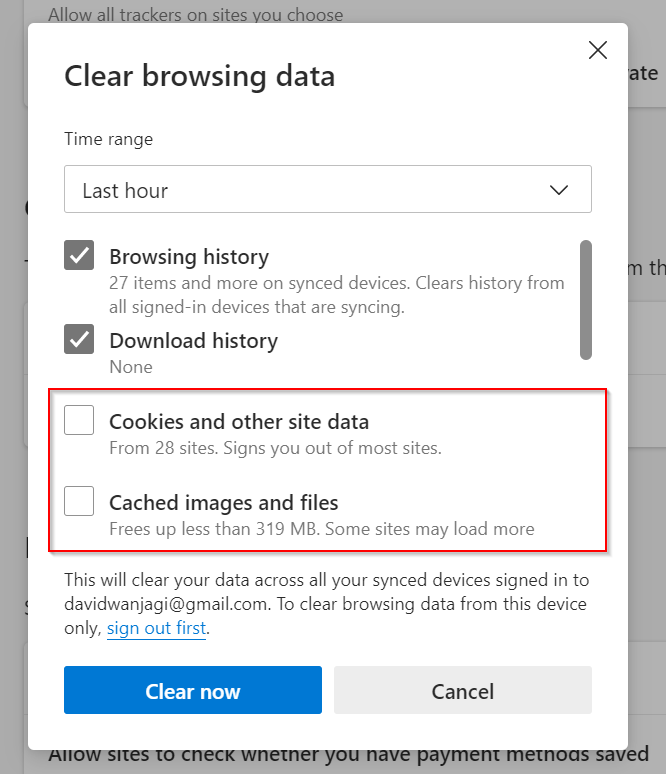 Allow all trackers on sites you choose
Clear browsing data
rate
Time range
Last hour
Browsing history
27 items and more on synced devices. Clears history from
all signed-in devices that are syncing.
m th
Download history
None
Cookies and other site data
From 28 sites. Signs you out of most sites.
Cached images and files
Frees up less than 319 MB. Some sites may load more
This will clear your data across all your synced devices signed in to
davidwanjagi@gmail.com. To clear browsing data from this device
only, sign out first.
Clear now
Cancel
Allow sites to check whether you have payment methods saved